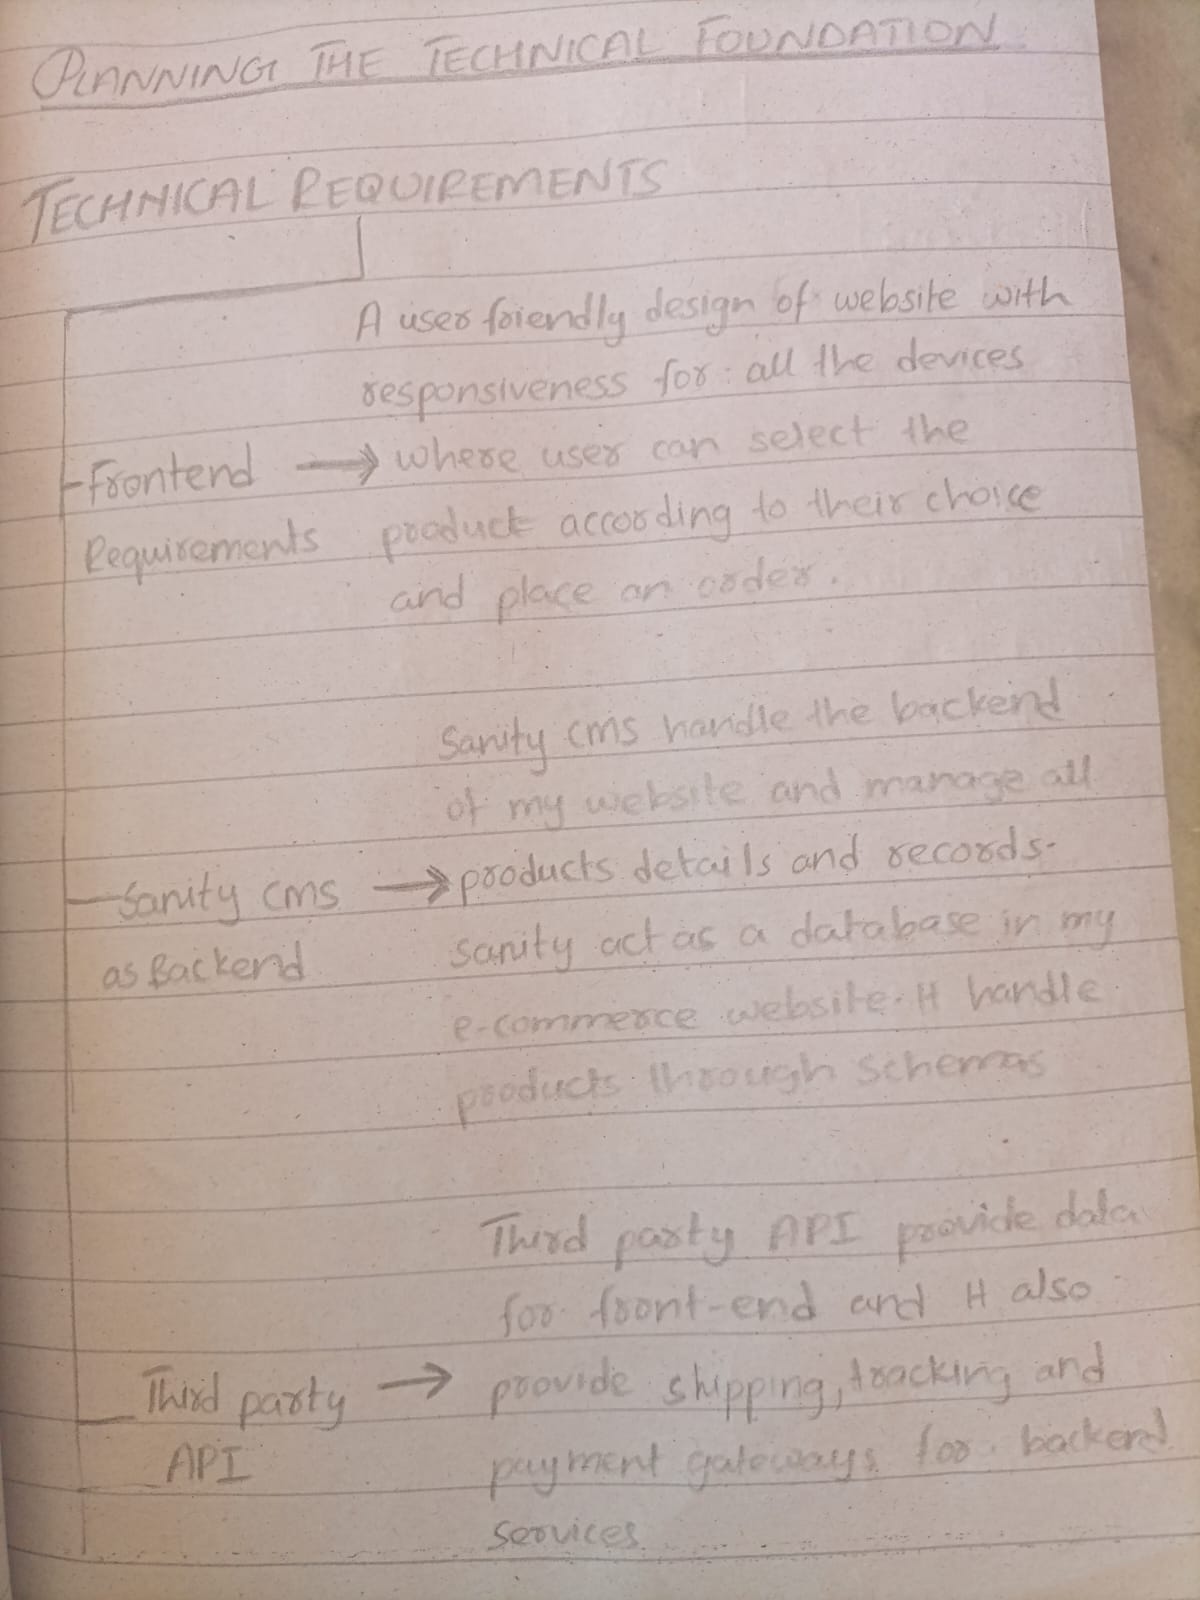 PLANNING THE TECHNICAL FOUNDATION
TECHNICAL REQUIREMENTS
A user friendly design of website with
responsiveness for all the devices
Frontend → where user can select the
Requirements product according to their choice
and place an order.
Sanity CMS handle the backend
of my website and manage all
Sanity CMS → products details and records.
as Backend sanity act as a database in my
e-commerce website. It handle
products through schemas
Third party API provide data
for front-end and It also
Third party → provide shipping, tracking and
API payment gateways for backend
services